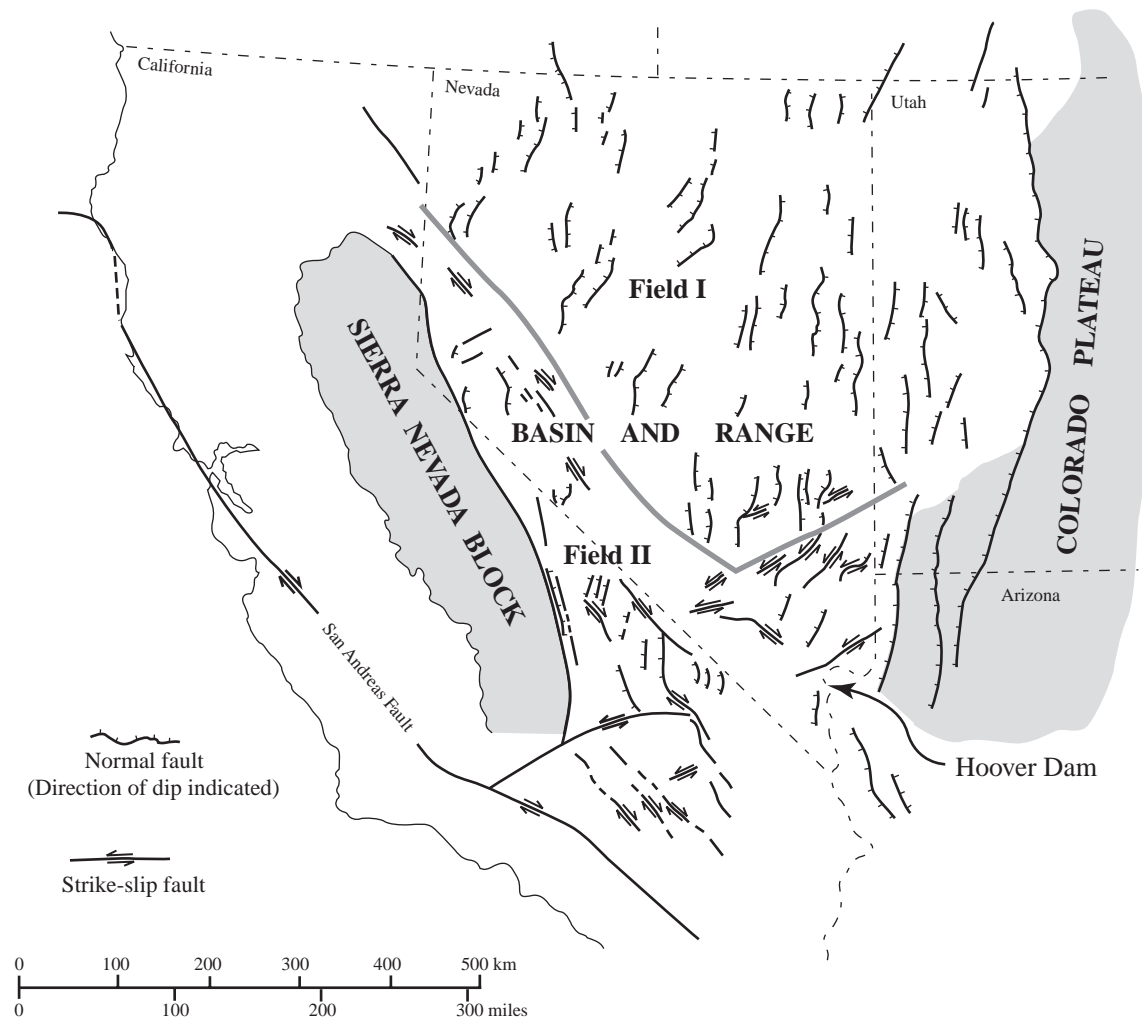 California
Nevada
Utah
Field I
SIERRA NEVADA BLOCK
COLORADO PLATEAU
BASIN AND RANGE
Field II
Arizona
San Andreas Fault
Normal fault
(Direction of dip indicated)
Hoover Dam
Strike-slip fault
0 100 200 300 400 500 km
0 100 200 300 miles